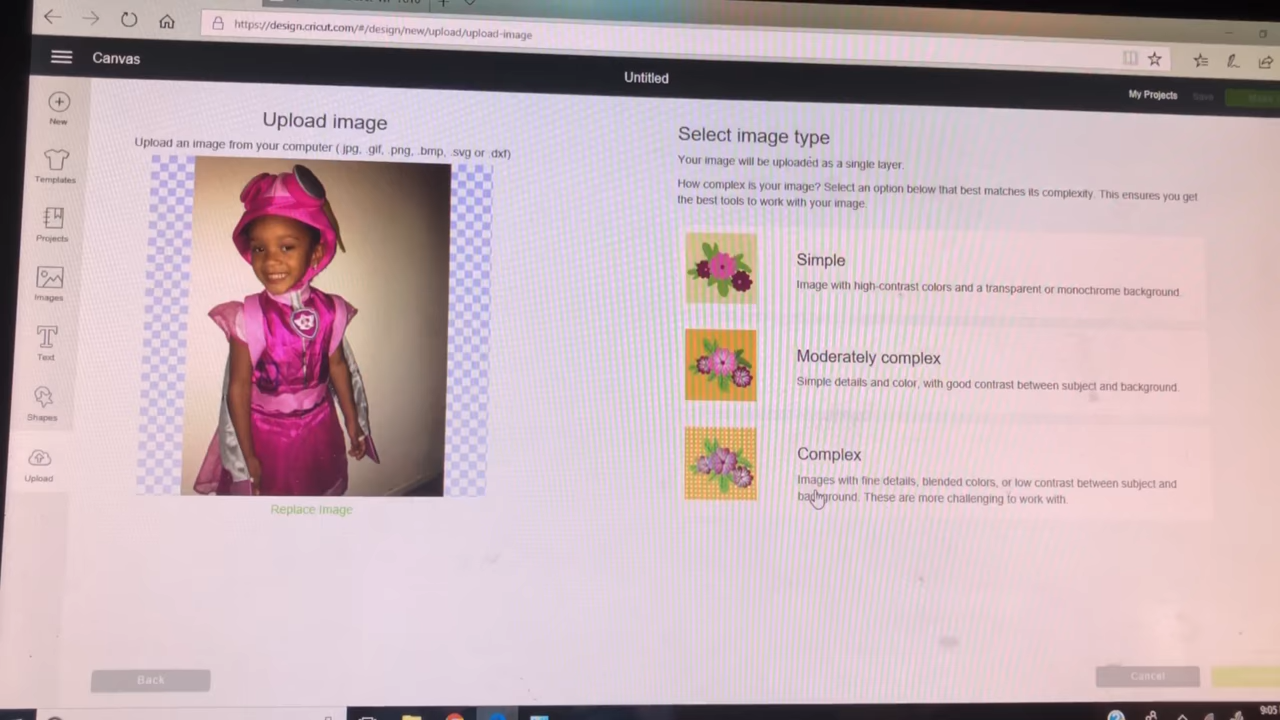 https://design.cricut.com/#/design/new/upload/upload-image
Canvas
Untitled
My Projects
Save
New
Templates
Projects
Images
Text
Shapes
Upload
Upload image
Upload an image from your computer ( jpg, .gif, .png, .bmp, .svg or .dxf)
Replace Image
Select image type
Your image will be uploaded as a single layer.
How complex is your image? Select an option below that best matches its complexity. This ensures you get
the best tools to work with your image.
Simple
Image with high-contrast colors and a transparent or monochrome background.
Moderately complex
Simple details and color, with good contrast between subject and background.
Complex
Images with fine details, blended colors, or low contrast between subject and
background. These are more challenging to work with.
Back
Cancel
9:05